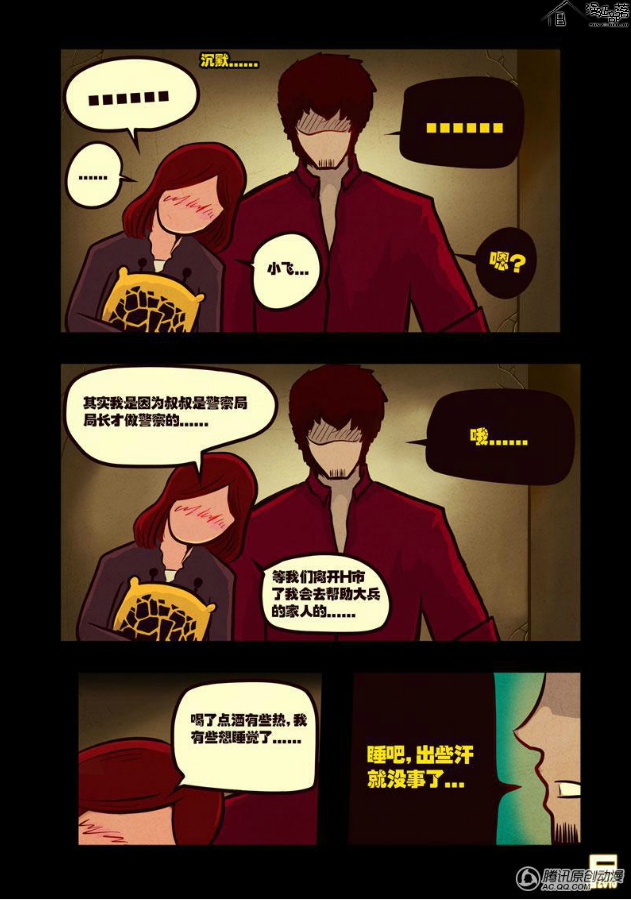 漫征部落
沉默……
■■■■■■
……
■■■■■■
小飞…
嗯?
其实我是因为叔叔是警察局
局长才做警察的……
哦……
等我们离开H市
了我会去帮助大兵
的家人的……
喝了点酒有些热,我
有些想睡觉了……
睡吧,出些汗
就没事了…
腾讯原创动漫
AC.QQ.COM